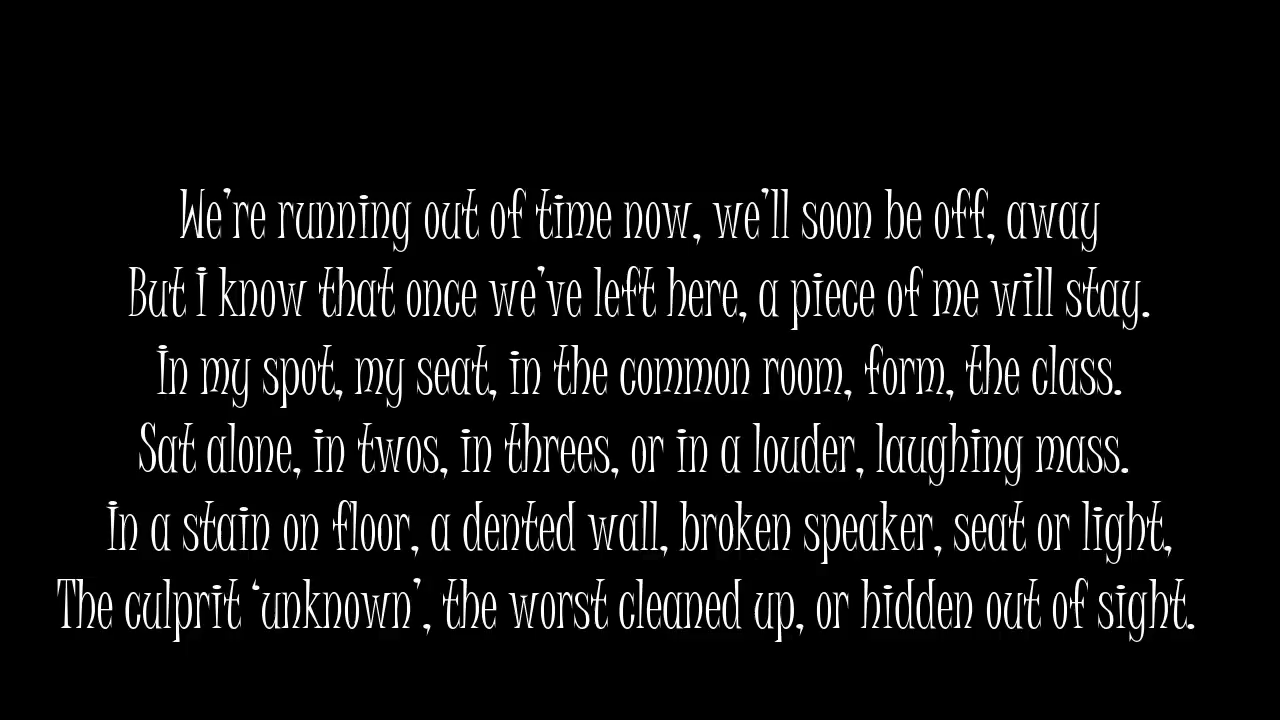 We're running out of time now, we'll soon be off, away
But I know that once we've left here, a piece of me will stay.
In my spot, my seat, in the common room, form, the class.
Sat alone, in twos, in threes, or in a louder, laughing mass.
In a stain on floor, a dented wall, broken speaker, seat or light,
The culprit 'unknown', the worst cleaned up, or hidden out of sight.